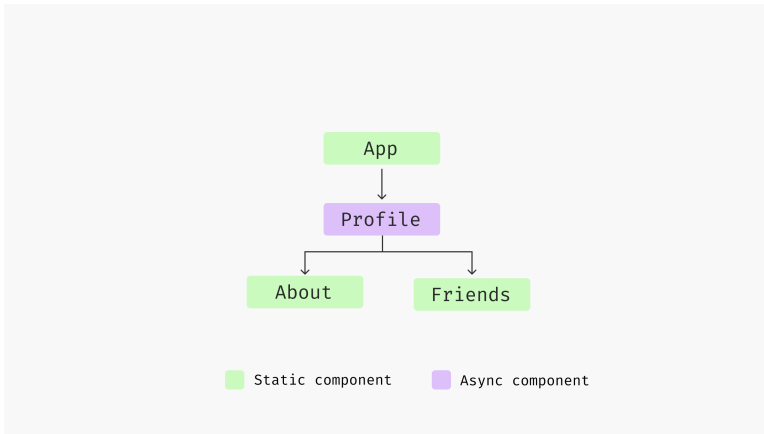 App
Profile
About
Friends
Static component
Async component